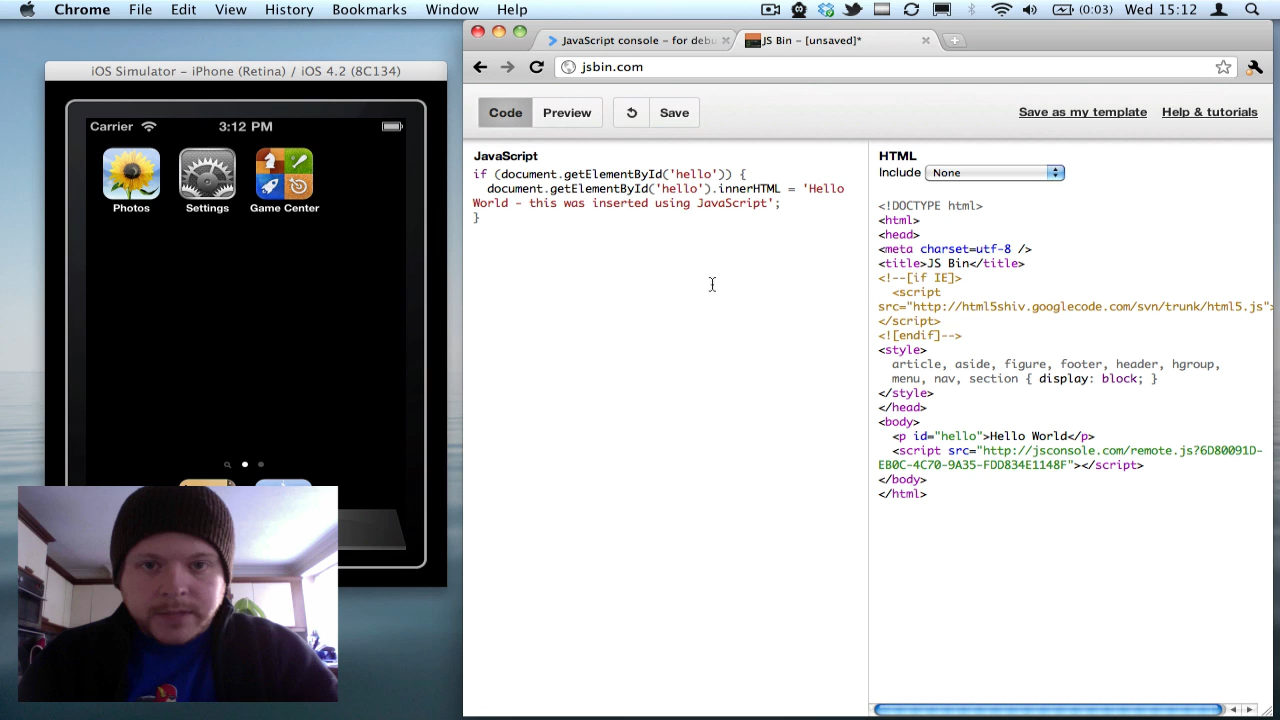 Chrome File Edit View History Bookmarks Window Help (0:03) Wed 15:12
iOS Simulator – iPhone (Retina) / iOS 4.2 (8C134)
Carrier 3:12 PM
Photos Settings Game Center
JavaScript console – for debu
JS Bin – [unsaved]*
jsbin.com
Code Preview Save Save as my template Help & tutorials
JavaScript
if (document.getElementById('hello')) {
document.getElementById('hello').innerHTML = 'Hello
World - this was inserted using JavaScript';
}
HTML
Include None
<!DOCTYPE html>
<html>
<head>
<meta charset=utf-8 />
<title>JS Bin</title>
<!--[if IE]>
<script
src="http://html5shiv.googlecode.com/svn/trunk/html5.js">
</script>
<![endif]-->
<style>
article, aside, figure, footer, header, hgroup,
menu, nav, section { display: block; }
</style>
</head>
<body>
<p id="hello">Hello World</p>
<script src="http://jsconsole.com/remote.js?6D80091D-
EB0C-4C70-9A35-FDD834E1148F"></script>
</body>
</html>